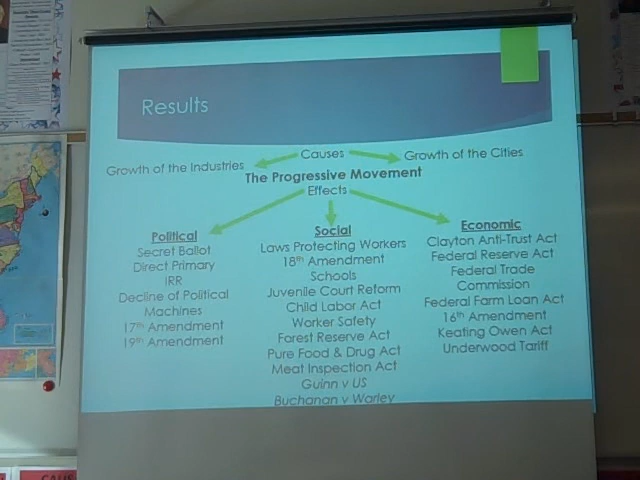 Results
Causes
Growth of the Industries
Growth of the Cities
The Progressive Movement
Effects
Political
Secret Ballot
Direct Primary
IRR
Decline of Political
Machines
17th Amendment
19th Amendment
Social
Laws Protecting Workers
18th Amendment
Schools
Juvenile Court Reform
Child Labor Act
Worker Safety
Forest Reserve Act
Pure Food & Drug Act
Meat Inspection Act
Guinn v US
Buchanan v Warley
Economic
Clayton Anti-Trust Act
Federal Reserve Act
Federal Trade
Commission
Federal Farm Loan Act
16th Amendment
Keating Owen Act
Underwood Tariff